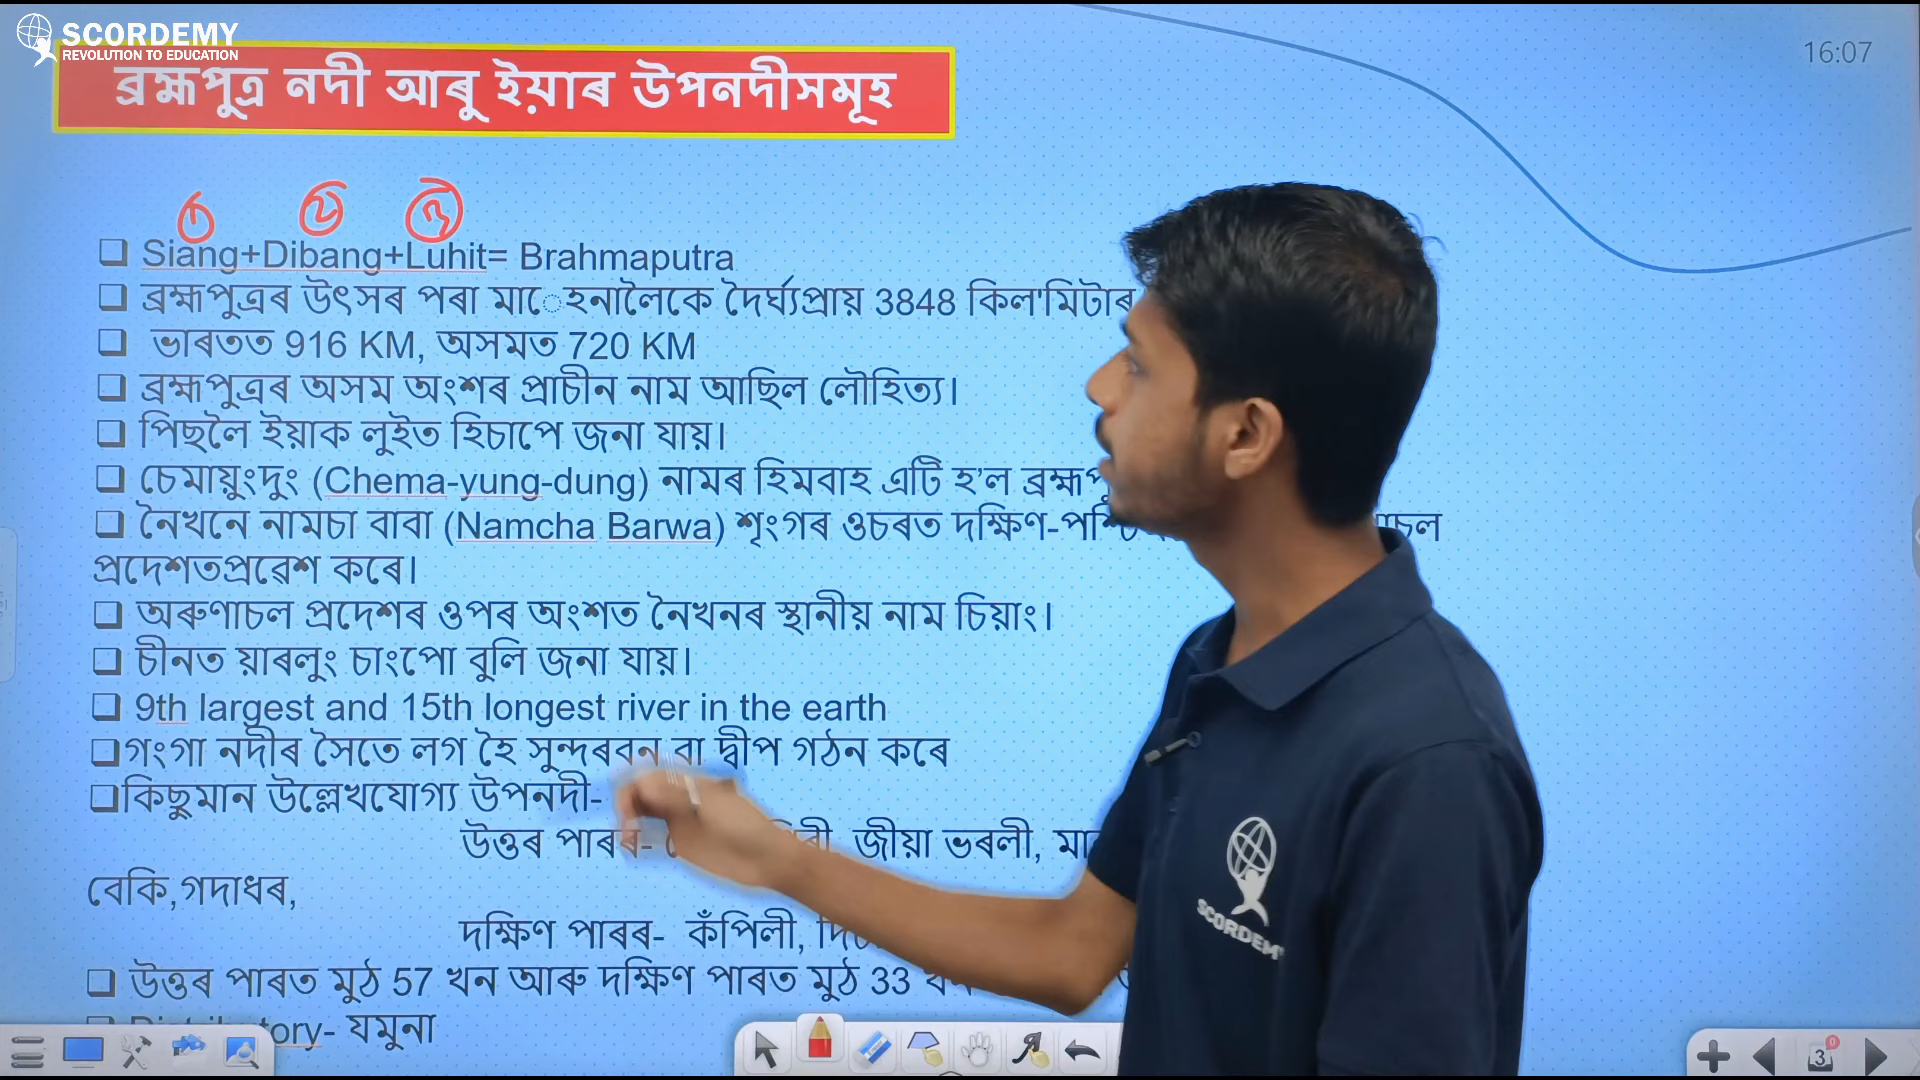 SCORDEMY
REVOLUTION TO EDUCATION
16:07
ব্ৰহ্মপুত্ৰ নদী আৰু ইয়াৰ উপনদীসমূহ
১ ২ ৩
Siang+Dibang+Luhit= Brahmaputra
ব্ৰহ্মপুত্ৰৰ উৎসৰ পৰা মােহনালৈকে দৈৰ্ঘ্যপ্ৰায় 3848 কিল'মিটাৰ
ভাৰতত 916 KM, অসমত 720 KM
ব্ৰহ্মপুত্ৰৰ অসম অংশৰ প্ৰাচীন নাম আছিল লৌহিত্য।
পিছলৈ ইয়াক লুইত হিচাপে জনা যায়।
চেমায়ুংদুং (Chema-yung-dung) নামৰ হিমবাহ এটি হ'ল
নৈখনে নামচা বাবা (Namcha Barwa) শৃংগৰ ওচৰত
প্ৰদেশতপ্ৰৱেশ কৰে।
অৰুণাচল প্ৰদেশৰ ওপৰ অংশত নৈখনৰ স্থানীয় নাম চিয়াং।
চীনত য়াৰলুং চাংপো বুলি জনা যায়।
9th largest and 15th longest river in the earth
গংগা নদীৰ সৈতে লগ হৈ সুন্দৰবন বা দ্বীপ গঠন কৰে
কিছুমান উল্লেখযোগ্য উপনদী-
উত্তৰ পাৰৰ- জীয়া ভৰলী,
বেকি,গদাধৰ,
দক্ষিণ পাৰৰ- কঁপিলী,
উত্তৰ পাৰত মুঠ 57 খন আৰু দক্ষিণ পাৰত মুঠ 33
যমুনা
SCORDEMY
3
0